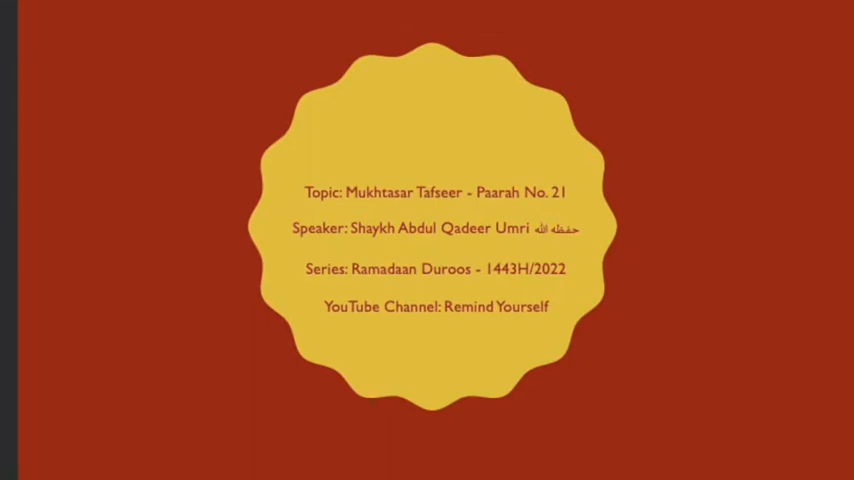 Topic: Mukhtasar Tafseer - Paarah No. 21
Speaker: Shaykh Abdul Qadeer Umri حفظه الله
Series: Ramadaan Duroos - 1443H/2022
YouTube Channel: Remind Yourself